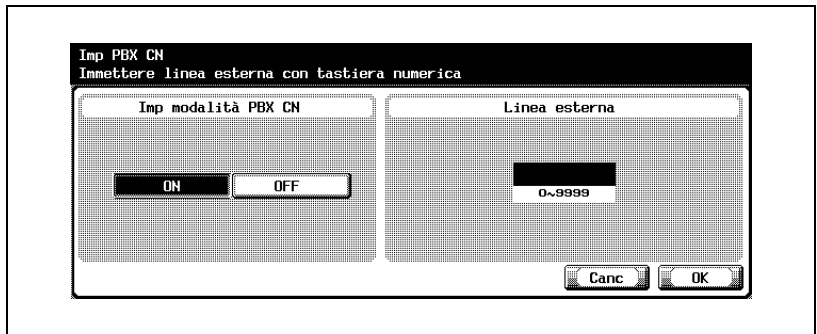 Imp PBX CN
Immettere linea esterna con tastiera numerica
Imp modalità PBX CN
Linea esterna
ON
OFF
0~9999
Canc
OK